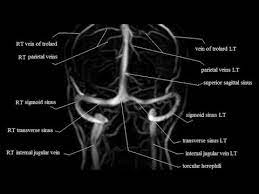 RT vein of trolard
vein of trolard LT
RT parietal veins
parietal veins LT
superior sagittal sinus
RT sigmoid sinus
sigmoid sinus LT
RT transverse sinus
transverse sinus LT
RT internal jugular vein
internal jugular vein LT
torcular herophili